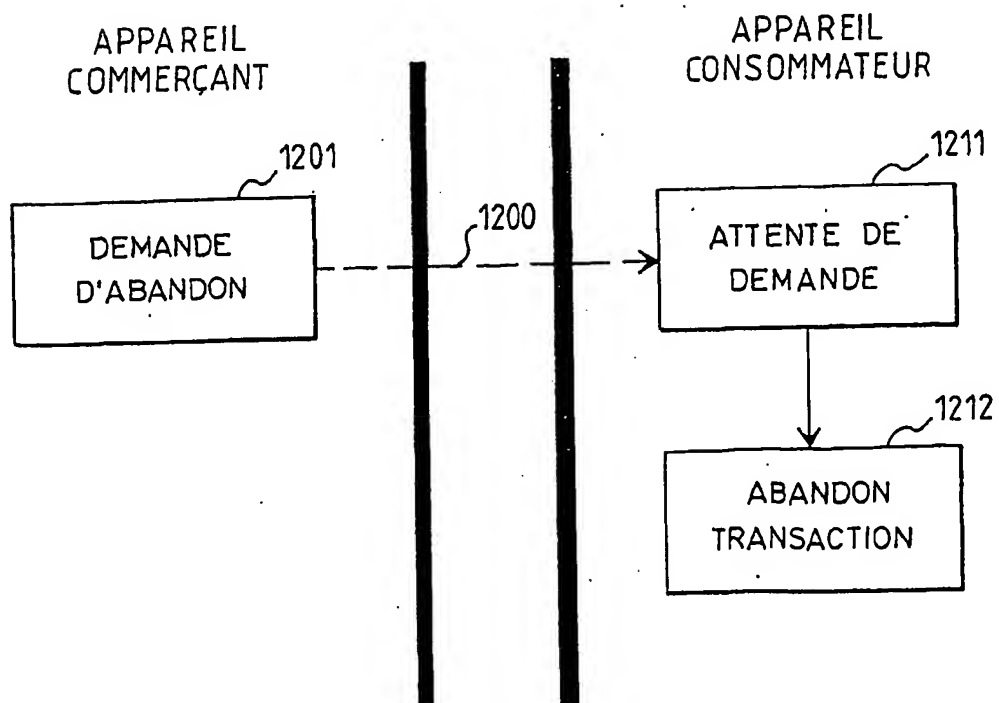 APPAREIL
COMMERÇANT
APPAREIL
CONSOMMATEUR
1201
DEMANDE
D'ABANDON
1200
1211
ATTENTE DE
DEMANDE
1212
ABANDON
TRANSACTION